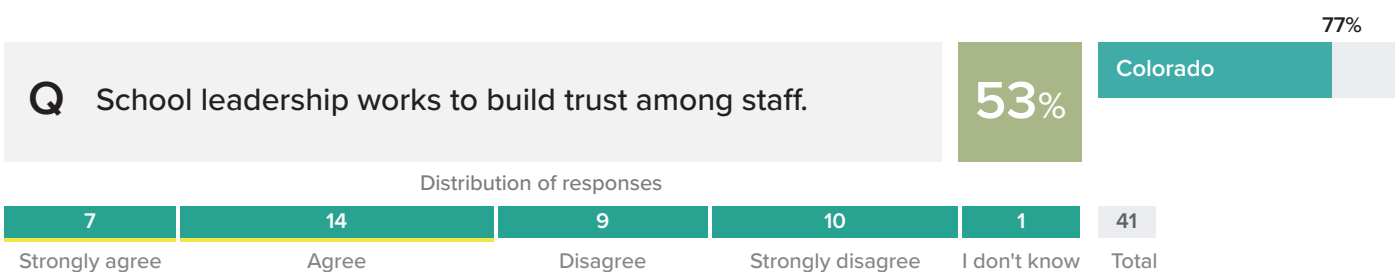 77%
Q School leadership works to build trust among staff.
53%
Colorado
Distribution of responses
7 14 9 10 1 41
Strongly agree Agree Disagree Strongly disagree I don't know Total